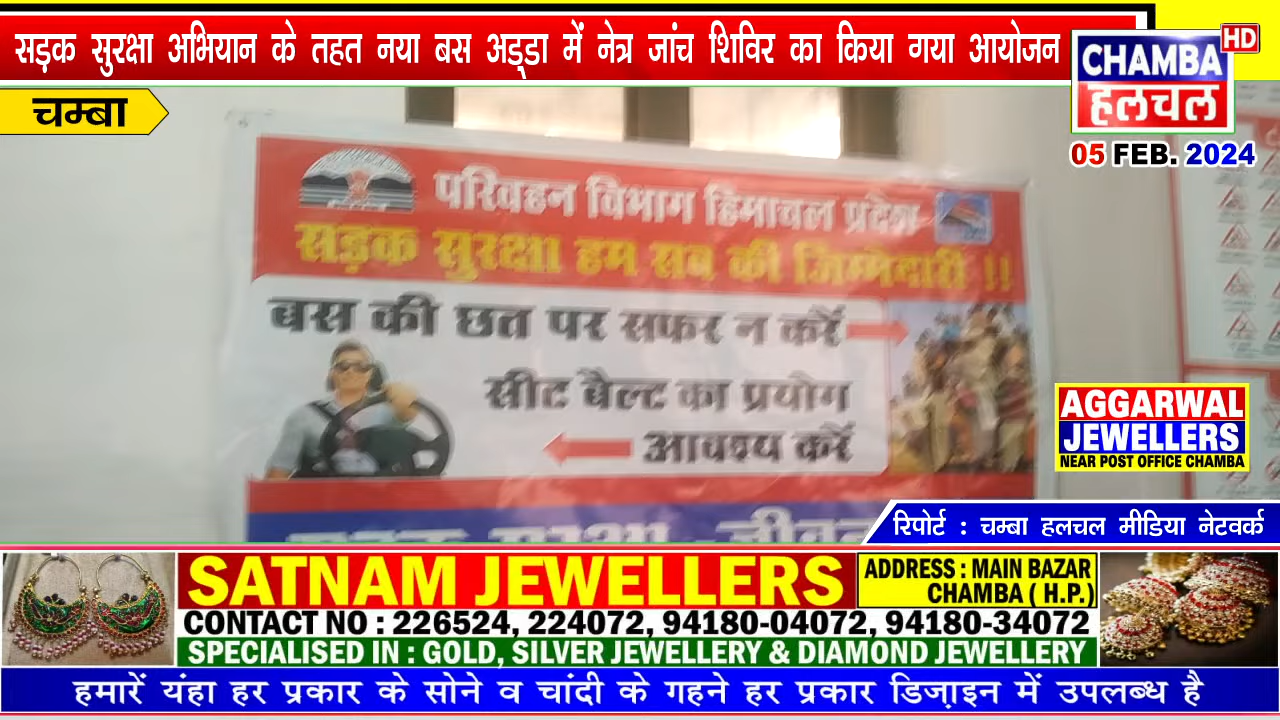 सड़क सुरक्षा अभियान के तहत नया बस अड्डा में नेत्र जांच शिविर का किया गया आयोजन
HD
CHAMBA
हलचल
चम्बा
05 FEB. 2024
परिवहन विभाग हिमाचल प्रदेश
सड़क सुरक्षा हम सब की जिम्मेदारी !!
बस की छत पर सफर न करें
सीट बैल्ट का प्रयोग
आवश्य करें
AGGARWAL
JEWELLERS
NEAR POST OFFICE CHAMBA
रिपोर्ट : चम्बा हलचल मीडिया नेटवर्क
SATNAM JEWELLERS
ADDRESS : MAIN BAZAR
CHAMBA ( H.P.)
CONTACT NO : 226524, 224072, 94180-04072, 94180-34072
SPECIALISED IN : GOLD, SILVER JEWELLERY & DIAMOND JEWELLERY
हमारें यंहा हर प्रकार के सोने व चांदी के गहने हर प्रकार डिज़ाइन में उपलब्ध है